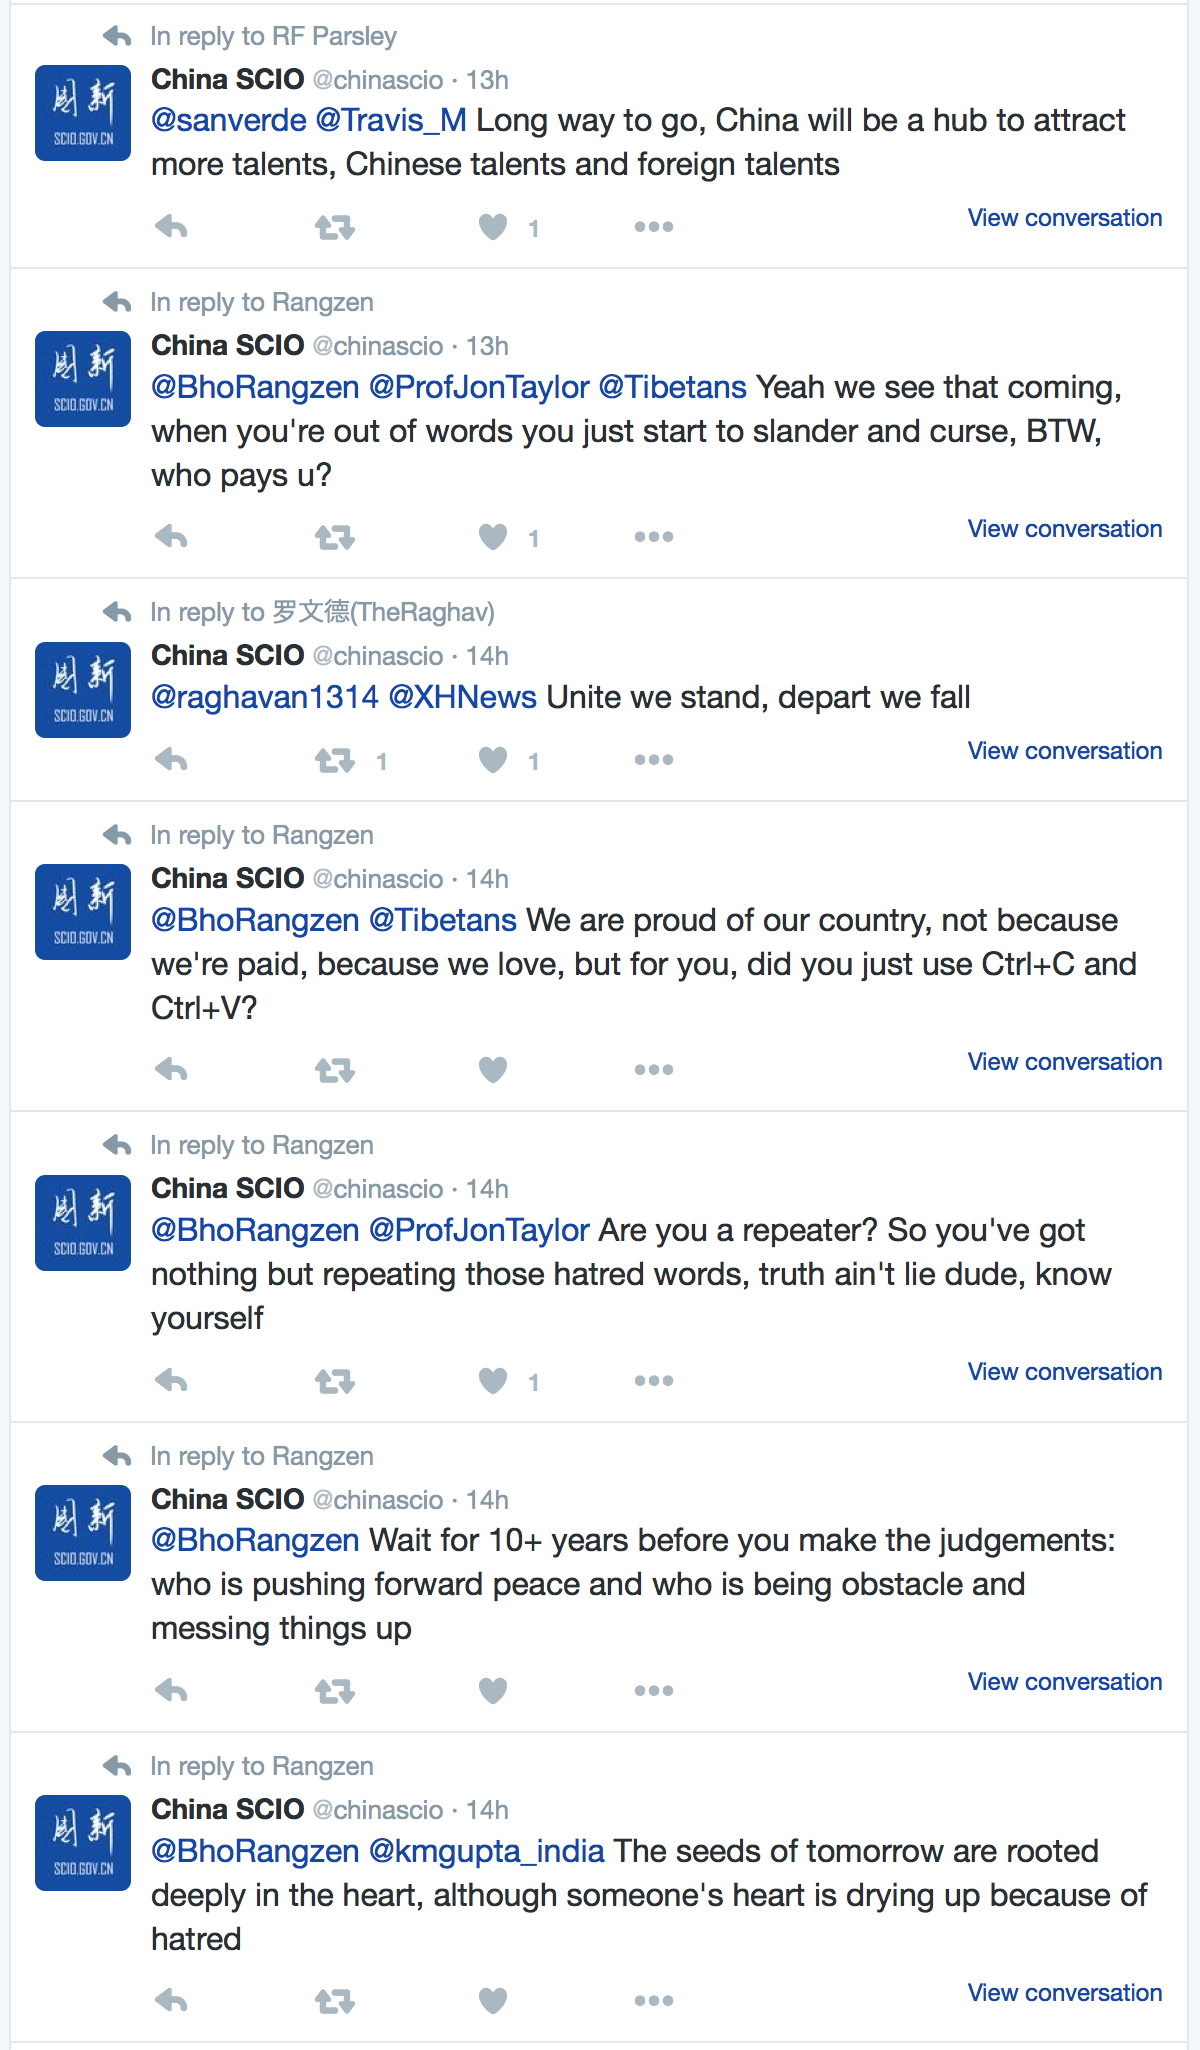 In reply to RF Parsley
China SCIO @chinascio · 13h
国新
SCIO.GOV.CN
@sanverde @Travis_M Long way to go, China will be a hub to attract
more talents, Chinese talents and foreign talents
1
View conversation
In reply to Rangzen
China SCIO @chinascio · 13h
国新
SCIO.GOV.CN
@BhoRangzen @ProfJonTaylor @Tibetans Yeah we see that coming,
when you're out of words you just start to slander and curse, BTW,
who pays u?
1
View conversation
In reply to 罗文德(TheRaghav)
China SCIO @chinascio · 14h
国新
SCIO.GOV.CN
@raghavan1314 @XHNews Unite we stand, depart we fall
1 1
View conversation
In reply to Rangzen
China SCIO @chinascio · 14h
国新
SCIO.GOV.CN
@BhoRangzen @Tibetans We are proud of our country, not because
we're paid, because we love, but for you, did you just use Ctrl+C and
Ctrl+V?
View conversation
In reply to Rangzen
China SCIO @chinascio · 14h
国新
SCIO.GOV.CN
@BhoRangzen @ProfJonTaylor Are you a repeater? So you've got
nothing but repeating those hatred words, truth ain't lie dude, know
yourself
1
View conversation
In reply to Rangzen
China SCIO @chinascio · 14h
国新
SCIO.GOV.CN
@BhoRangzen Wait for 10+ years before you make the judgements:
who is pushing forward peace and who is being obstacle and
messing things up
View conversation
In reply to Rangzen
China SCIO @chinascio · 14h
国新
SCIO.GOV.CN
@BhoRangzen @kmgupta_india The seeds of tomorrow are rooted
deeply in the heart, although someone's heart is drying up because of
hatred
View conversation